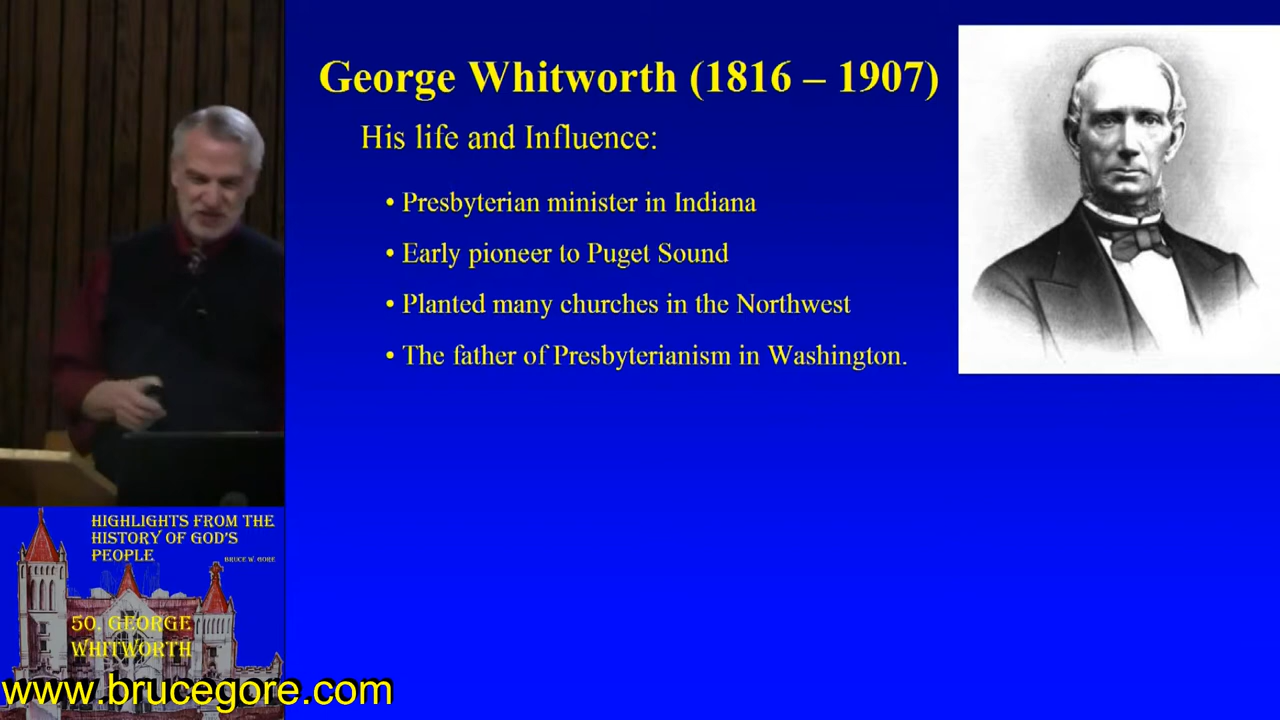 George Whitworth (1816 – 1907)
His life and Influence:
• Presbyterian minister in Indiana
• Early pioneer to Puget Sound
• Planted many churches in the Northwest
• The father of Presbyterianism in Washington.
HIGHLIGHTS FROM THE
HISTORY OF GOD'S
PEOPLE
BRUCE W. GORE
50. GEORGE
WHITWORTH
www.brucegore.com